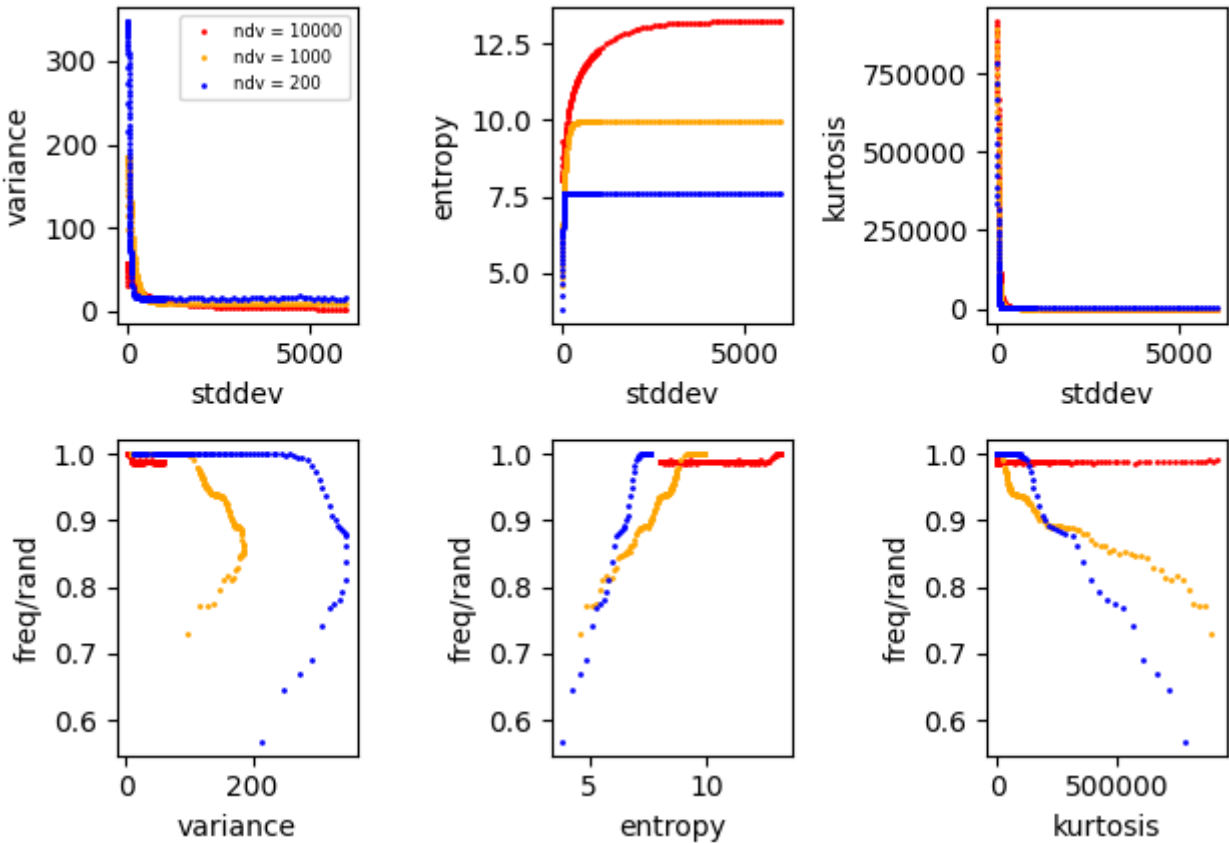 variance
300
200
100
0
0
5000
stddev
ndv = 10000
ndv = 1000
ndv = 200
entropy
12.5
10.0
7.5
5.0
0
5000
stddev
kurtosis
750000
500000
250000
0
0
5000
stddev
freq/rand
1.0
0.9
0.8
0.7
0.6
0
200
variance
freq/rand
1.0
0.9
0.8
0.7
0.6
5
10
entropy
freq/rand
1.0
0.9
0.8
0.7
0.6
0
500000
kurtosis